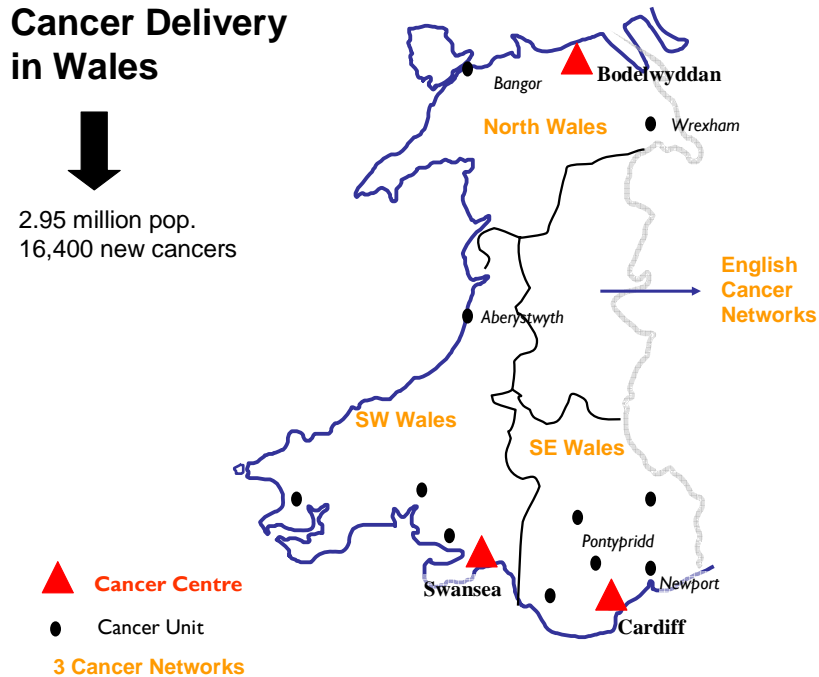 Cancer Delivery
in Wales
2.95 million pop.
16,400 new cancers
Bangor
Bodelwyddan
North Wales
Wrexham
English
Cancer
Networks
Aberystwyth
SW Wales
SE Wales
Pontypridd
Newport
Swansea
Cardiff
Cancer Centre
Cancer Unit
3 Cancer Networks